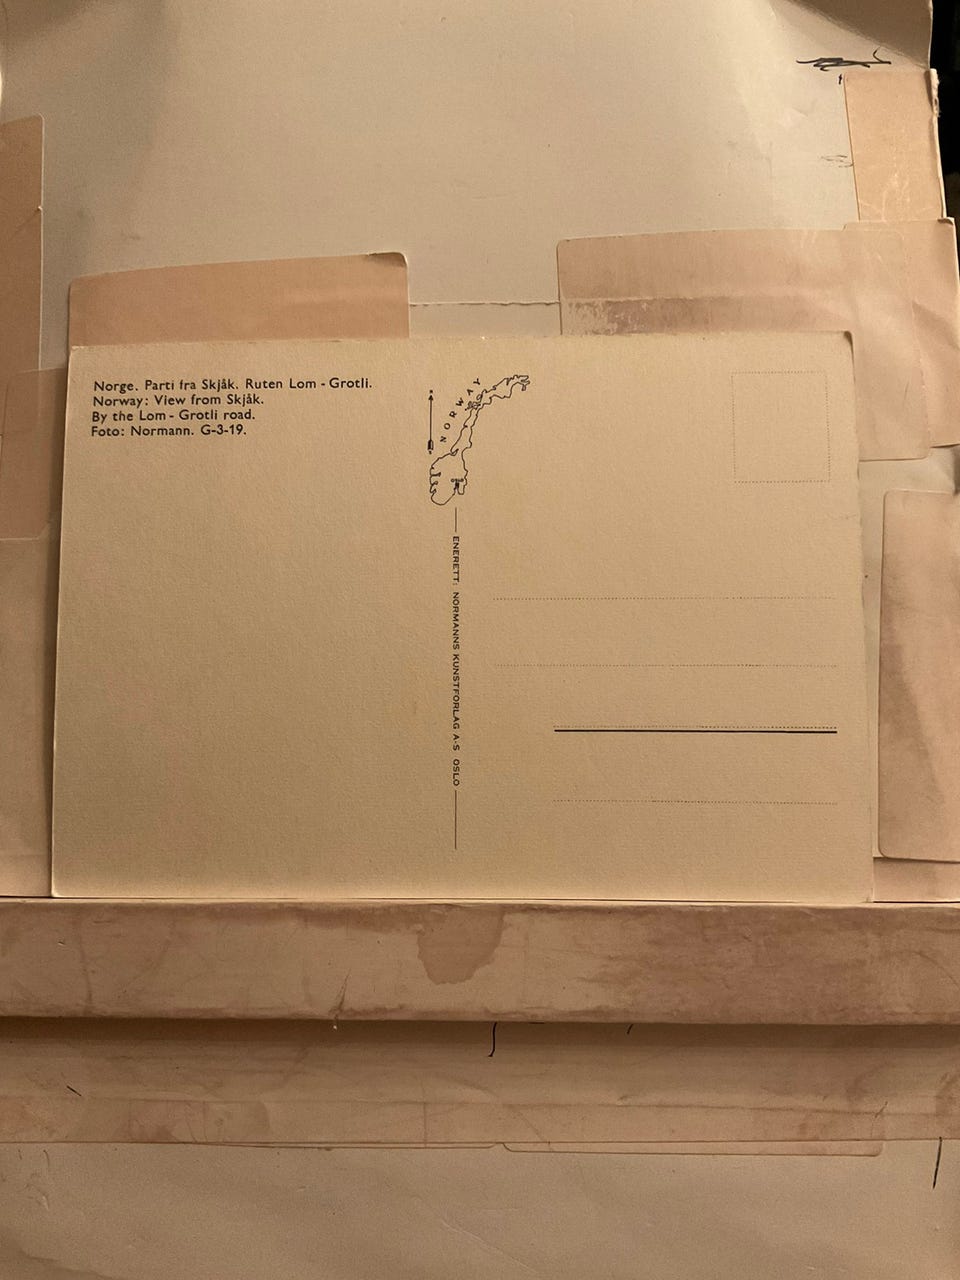 Norge. Parti fra Skjåk. Ruten Lom - Grotli.
Norway: View from Skjåk.
By the Lom - Grotli road.
Foto: Normann. G-3-19.
NORWAY
OSLO
ENERETT: NORMANNS KUNSTFORLAG A-S OSLO